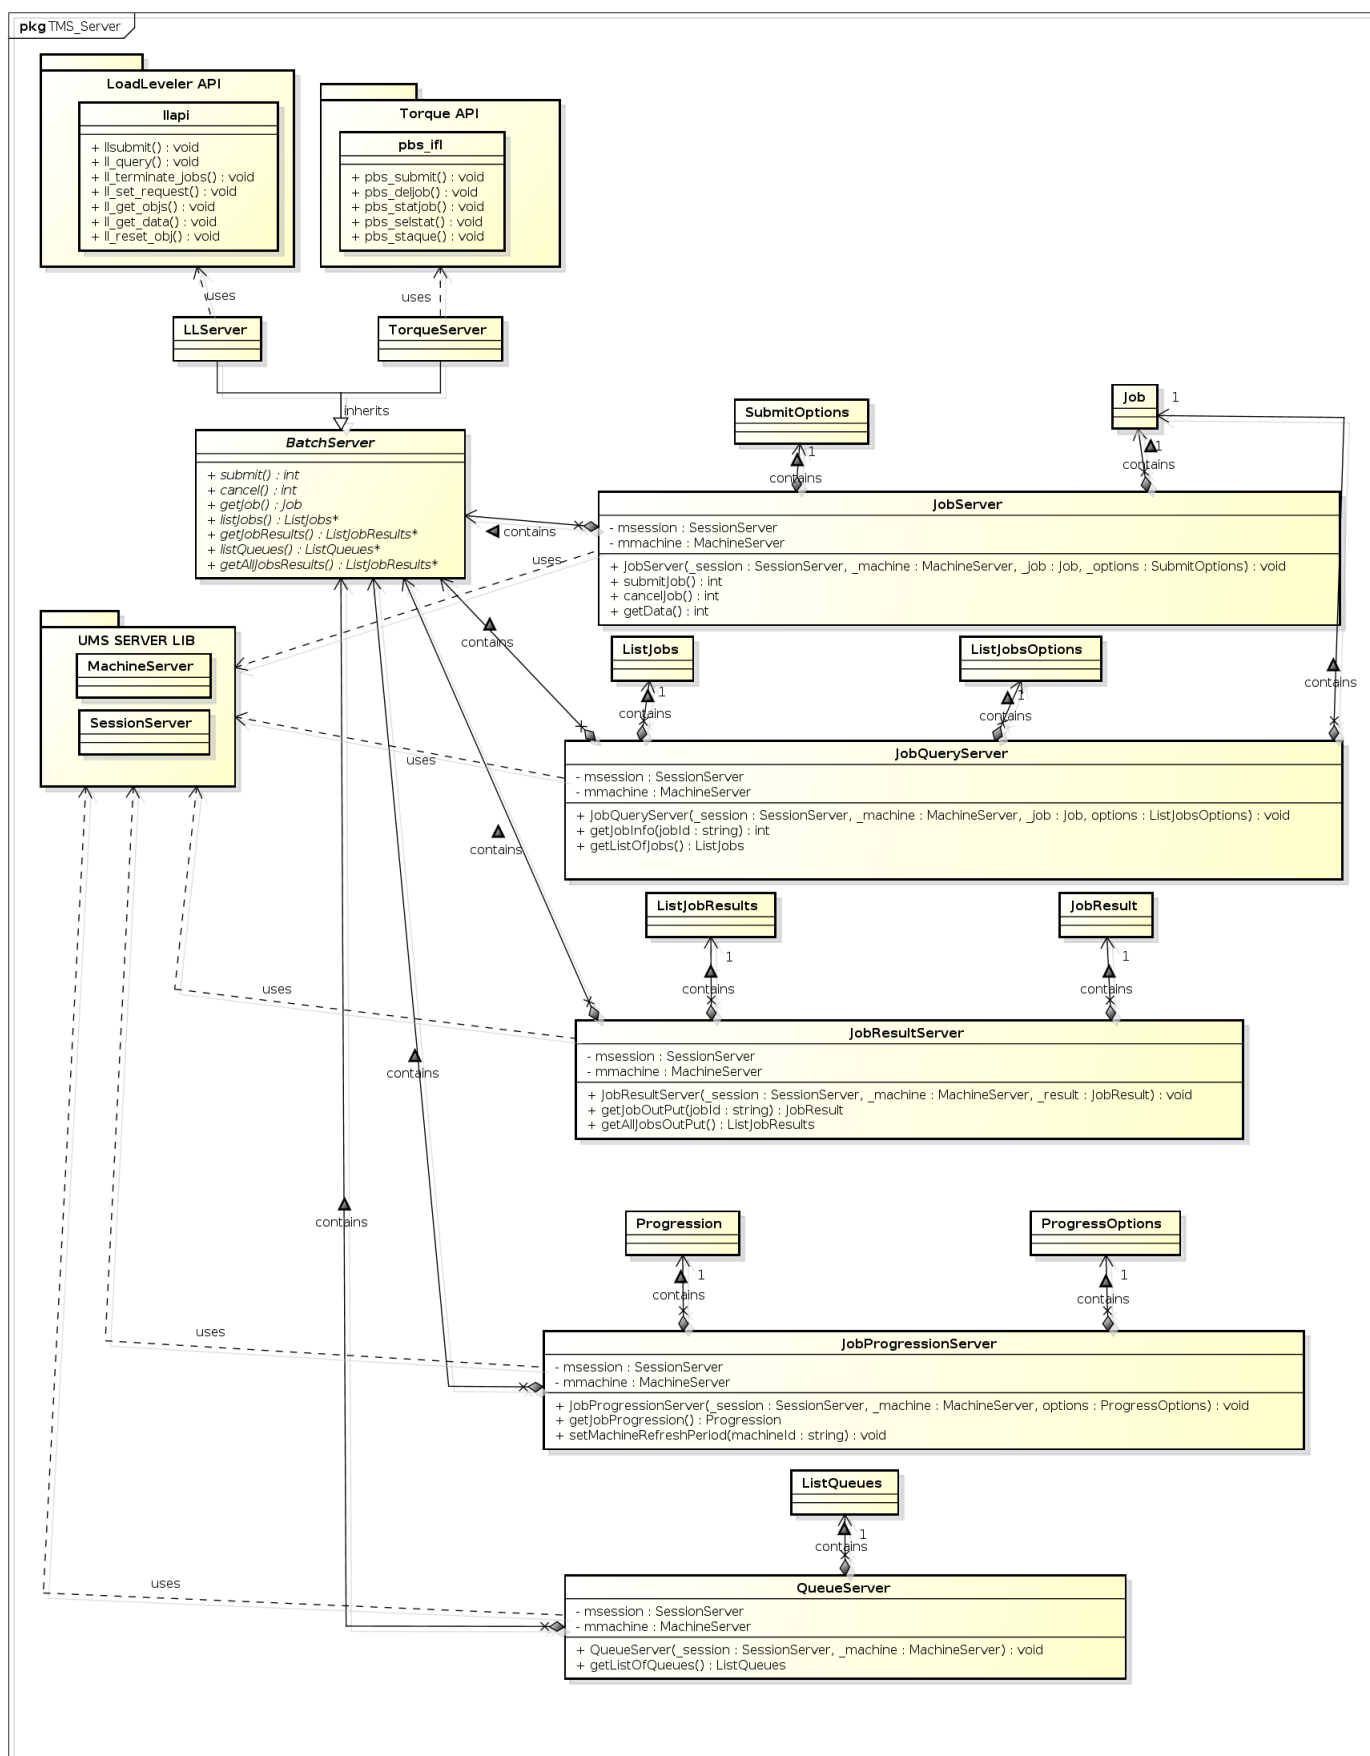 pkg TMS_Server
LoadLeveler API
llapi
+ llsubmit() : void
+ ll_query() : void
+ ll_terminate_jobs() : void
+ ll_set_request() : void
+ ll_get_objs() : void
+ ll_get_data() : void
+ ll_reset_obj() : void
Torque API
pbs_ifl
+ pbs_submit() : void
+ pbs_deljob() : void
+ pbs_statjob() : void
+ pbs_selstat() : void
+ pbs_staque() : void
uses
uses
LLServer
TorqueServer
inherits
BatchServer
+ submit() : int
+ cancel() : int
+ getJob() : Job
+ listJobs() : ListJobs*
+ getJobResults() : ListJobResults*
+ listQueues() : ListQueues*
+ getAllJobsResults() : ListJobResults*
SubmitOptions
1
contains
Job
1
1
contains
JobServer
- msession : SessionServer
- mmachine : MachineServer
+ JobServer(_session : SessionServer, _machine : MachineServer, _job : Job, _options : SubmitOptions) : void
+ submitJob() : int
+ cancelJob() : int
+ getData() : int
contains
uses
contains
UMS SERVER LIB
MachineServer
SessionServer
ListJobs
1
contains
ListJobsOptions
1
contains
contains
JobQueryServer
- msession : SessionServer
- mmachine : MachineServer
+ JobQueryServer(_session : SessionServer, _machine : MachineServer, _job : Job, options : ListJobsOptions) : void
+ getJobInfo(jobId : string) : int
+ getListOfJobs() : ListJobs
uses
contains
ListJobResults
1
contains
JobResult
1
contains
uses
JobResultServer
- msession : SessionServer
- mmachine : MachineServer
+ JobResultServer(_session : SessionServer, _machine : MachineServer, _result : JobResult) : void
+ getJobOutPut(jobId : string) : JobResult
+ getAllJobsOutPut() : ListJobResults
contains
contains
Progression
1
contains
ProgressOptions
1
contains
uses
JobProgressionServer
- msession : SessionServer
- mmachine : MachineServer
+ JobProgressionServer(_session : SessionServer, _machine : MachineServer, options : ProgressOptions) : void
+ getJobProgression() : Progression
+ setMachineRefreshPeriod(machineId : string) : void
ListQueues
1
contains
uses
QueueServer
- msession : SessionServer
- mmachine : MachineServer
+ QueueServer(_session : SessionServer, _machine : MachineServer) : void
+ getListOfQueues() : ListQueues